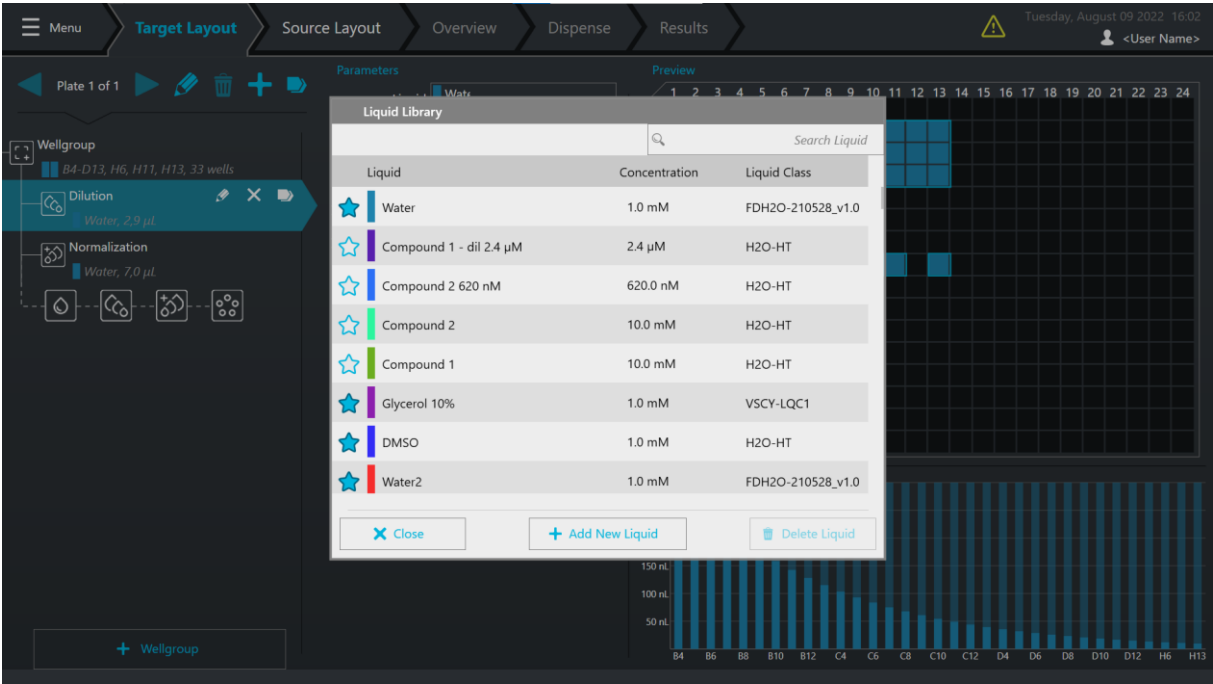 Menu
Target Layout
Source Layout
Overview
Dispense
Results
Tuesday, August 09 2022 16:02
<User Name>
Plate 1 of 1
Parameters
Preview
1 2 3 4 5 6 7 8 9 10 11 12 13 14 15 16 17 18 19 20 21 22 23 24
Wellgroup
B4-D13, H6, H11, H13, 33 wells
Dilution
Water, 2,9 µL
Normalization
Water, 7,0 µL
Liquid Library
Search Liquid
Liquid Concentration Liquid Class
Water 1.0 mM FDH2O-210528_v1.0
Compound 1 - dil 2.4 µM 2.4 µM H2O-HT
Compound 2 620 nM 620.0 nM H2O-HT
Compound 2 10.0 mM H2O-HT
Compound 1 10.0 mM H2O-HT
Glycerol 10% 1.0 mM VSCY-LQC1
DMSO 1.0 mM H2O-HT
Water2 1.0 mM FDH2O-210528_v1.0
Close
Add New Liquid
Delete Liquid
150 nL
100 nL
50 nL
B4 B6 B8 B10 B12 C4 C6 C8 C10 C12 D4 D6 D8 D10 D12 H6 H13
Wellgroup